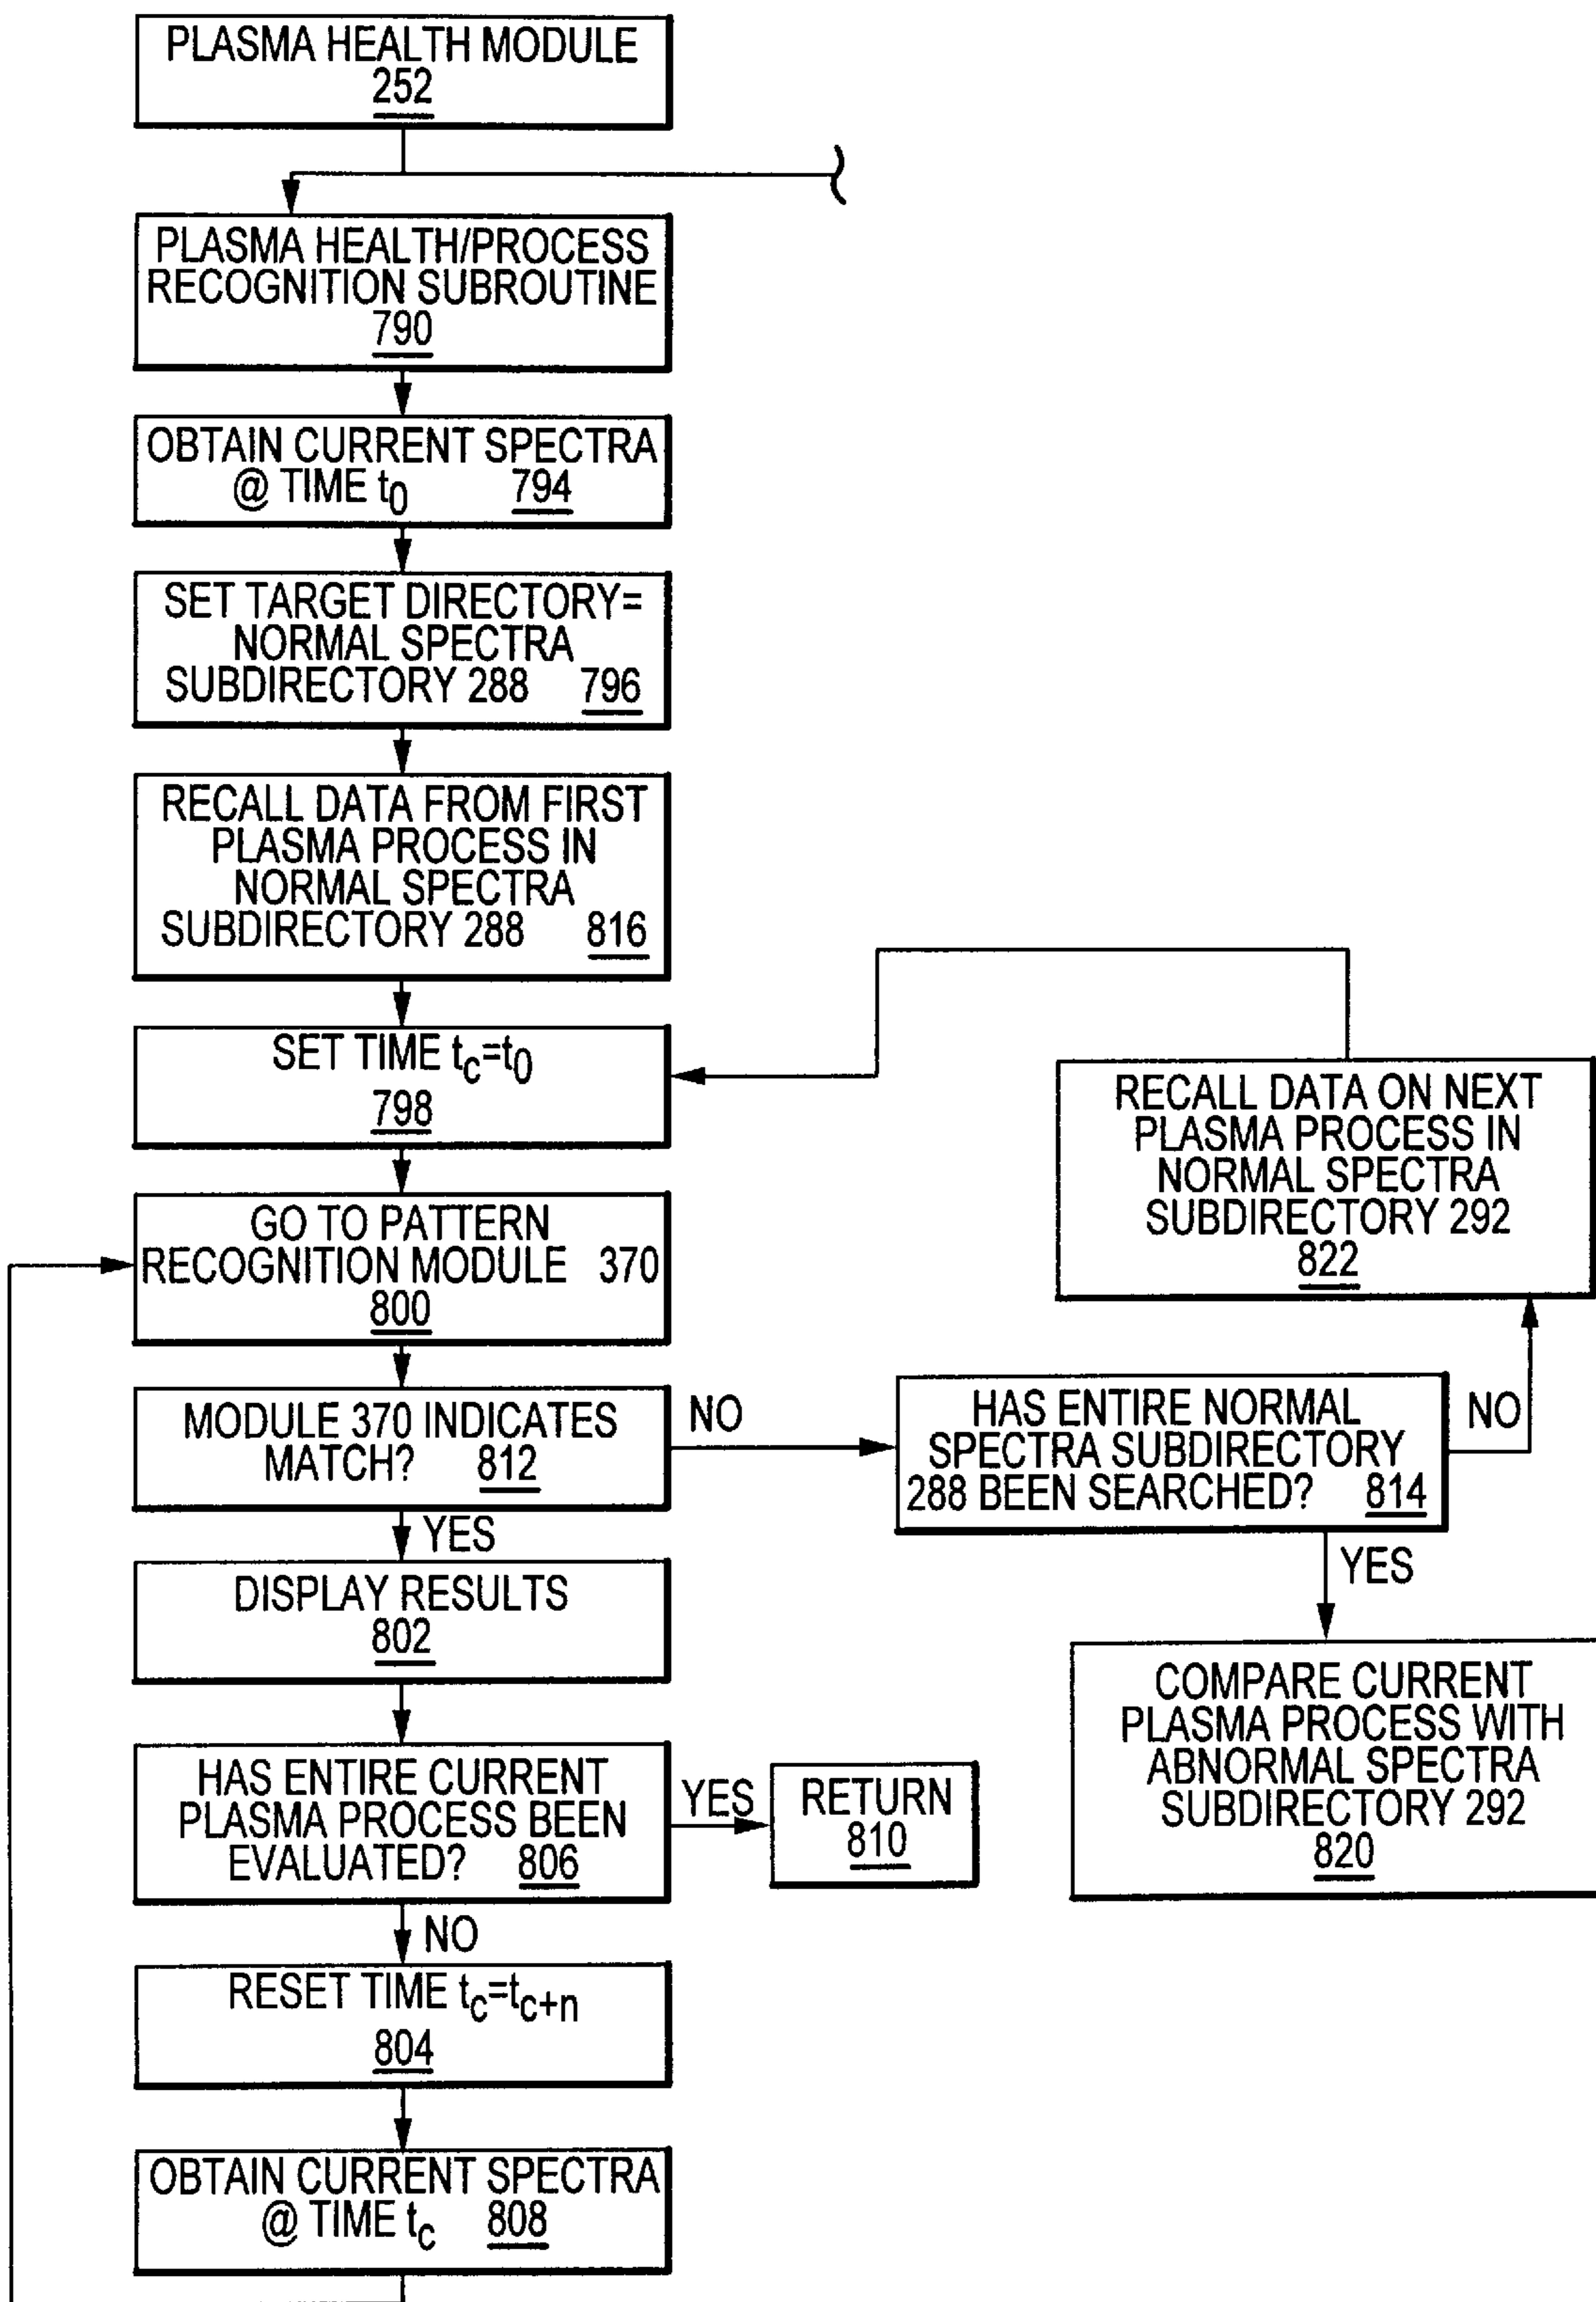 PLASMA HEALTH MODULE
252
PLASMA HEALTH/PROCESS
RECOGNITION SUBROUTINE
790
OBTAIN CURRENT SPECTRA
@ TIME t0 794
SET TARGET DIRECTORY=
NORMAL SPECTRA
SUBDIRECTORY 288 796
RECALL DATA FROM FIRST
PLASMA PROCESS IN
NORMAL SPECTRA
SUBDIRECTORY 288 816
SET TIME tc=t0
798
RECALL DATA ON NEXT
PLASMA PROCESS IN
NORMAL SPECTRA
SUBDIRECTORY 292
822
GO TO PATTERN
RECOGNITION MODULE 370
800
MODULE 370 INDICATES
MATCH? 812
NO
HAS ENTIRE NORMAL
SPECTRA SUBDIRECTORY
288 BEEN SEARCHED? 814
NO
YES
YES
DISPLAY RESULTS
802
COMPARE CURRENT
PLASMA PROCESS WITH
ABNORMAL SPECTRA
SUBDIRECTORY 292
820
HAS ENTIRE CURRENT
PLASMA PROCESS BEEN
EVALUATED? 806
YES
RETURN
810
NO
RESET TIME tc=tc+n
804
OBTAIN CURRENT SPECTRA
@ TIME tc 808